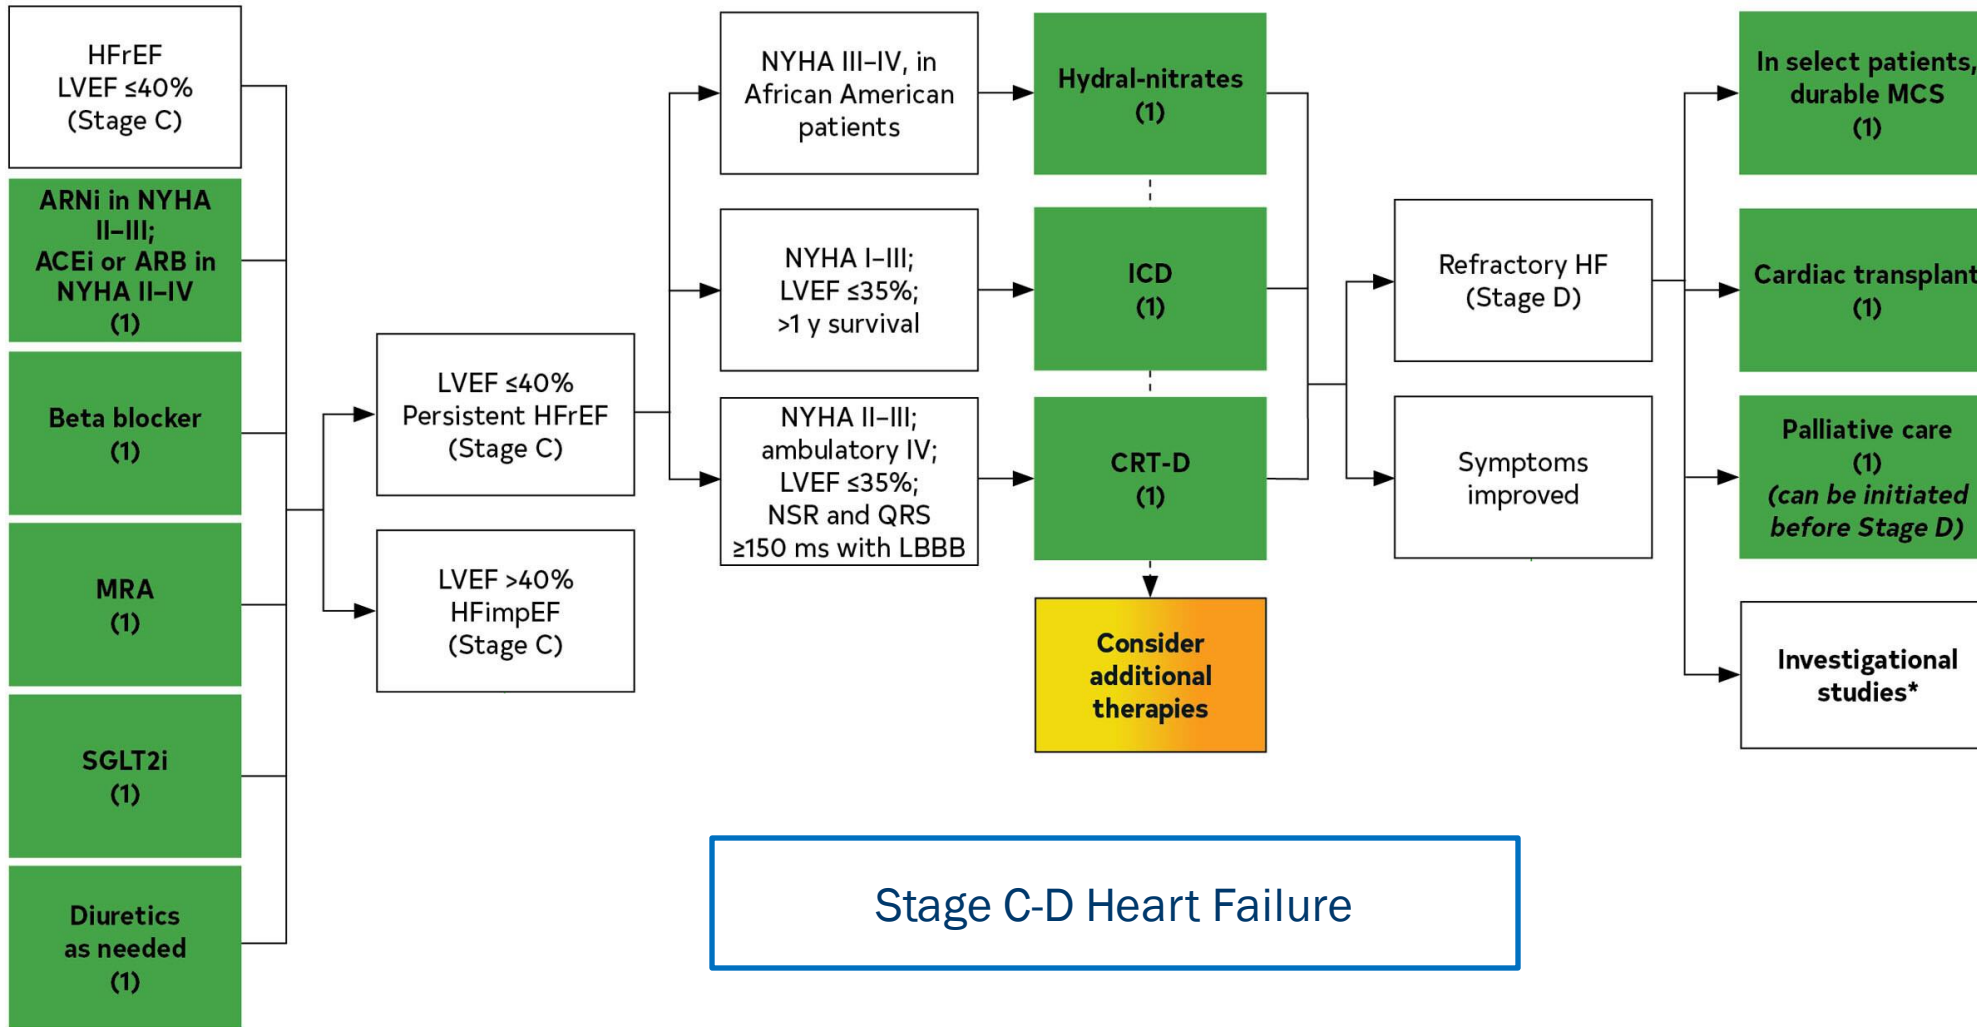 HFrEF
LVEF ≤40%
(Stage C)
ARNi in NYHA
II–III;
ACEi or ARB in
NYHA II–IV
(1)
Beta blocker
(1)
MRA
(1)
SGLT2i
(1)
Diuretics
as needed
(1)
LVEF ≤40%
Persistent HFrEF
(Stage C)
LVEF >40%
HFimpEF
(Stage C)
NYHA III–IV, in
African American
patients
NYHA I–III;
LVEF ≤35%;
>1 y survival
NYHA II–III;
ambulatory IV;
LVEF ≤35%;
NSR and QRS
≥150 ms with LBBB
Hydral-nitrates
(1)
ICD
(1)
CRT-D
(1)
Consider
additional
therapies
Refractory HF
(Stage D)
Symptoms
improved
In select patients,
durable MCS
(1)
Cardiac transplant
(1)
Palliative care
(1)
(can be initiated
before Stage D)
Investigational
studies*
Stage C-D Heart Failure